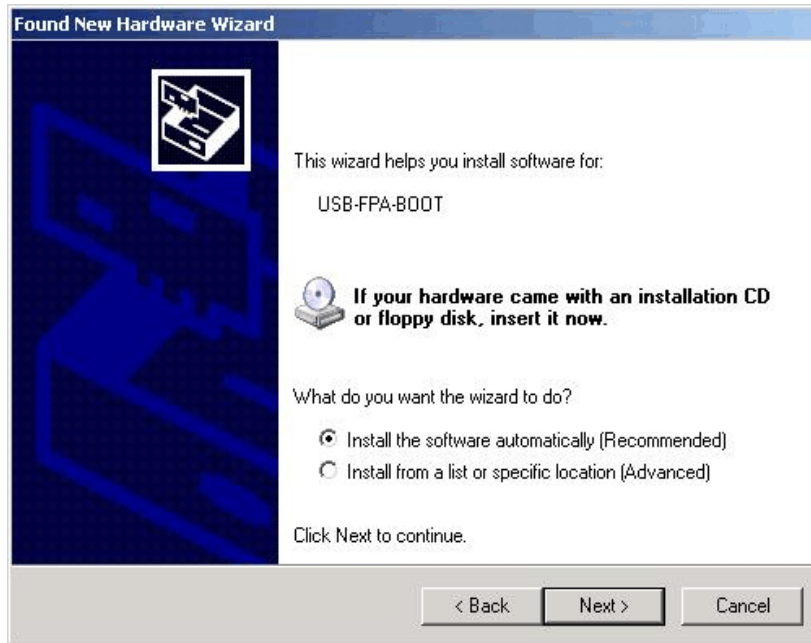 Found New Hardware Wizard
This wizard helps you install software for:
USB-FPA-BOOT
If your hardware came with an installation CD
or floppy disk, insert it now.
What do you want the wizard to do?
Install the software automatically (Recommended)
Install from a list or specific location (Advanced)
Click Next to continue.
< Back Next > Cancel